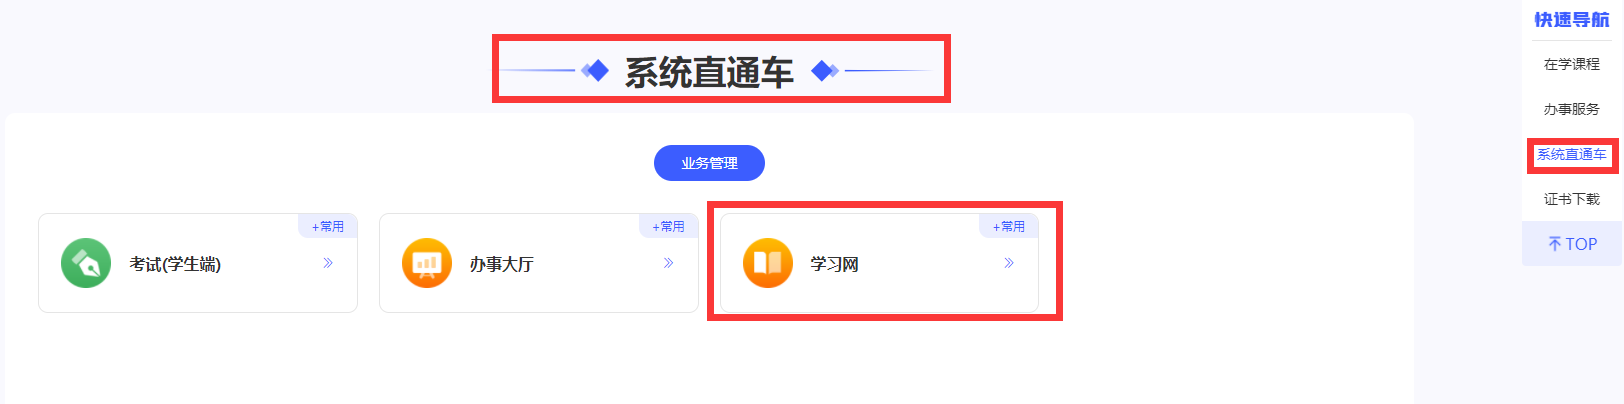 系统直通车
业务管理
+常用
考试(学生端)
+常用
办事大厅
+常用
学习网
快速导航
在学课程
办事服务
系统直通车
证书下载
TOP